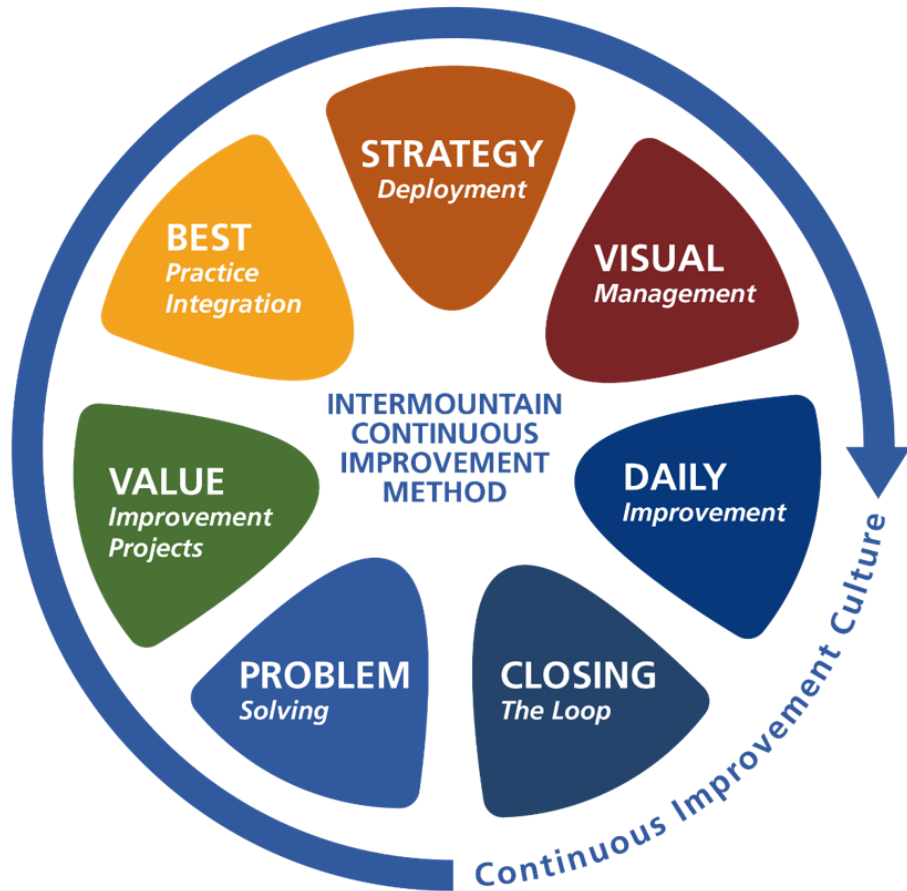 STRATEGY
Deployment
VISUAL
Management
DAILY
Improvement
CLOSING
The Loop
PROBLEM
Solving
VALUE
Improvement
Projects
BEST
Practice
Integration
INTERMOUNTAIN
CONTINUOUS
IMPROVEMENT
METHOD
Continuous Improvement Culture